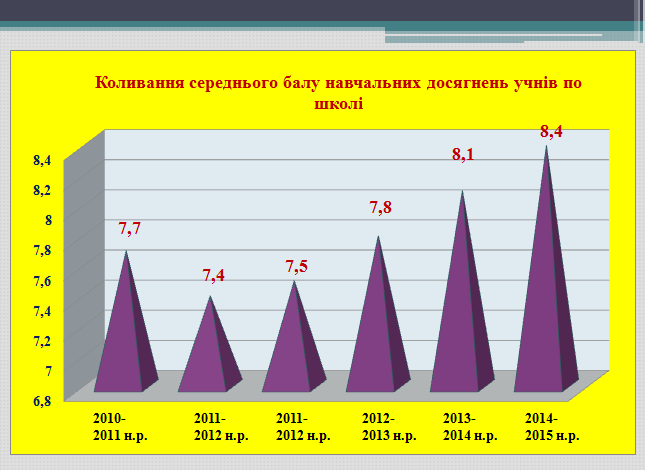 Коливання середнього балу навчальних досягнень учнів по
школі
8,4
8,2
8
7,8
7,6
7,4
7,2
7
6,8
7,7
7,4
7,5
7,8
8,1
8,4
2010-
2011 н.р.
2011-
2012 н.р.
2011-
2012 н.р.
2012-
2013 н.р.
2013-
2014 н.р.
2014-
2015 н.р.